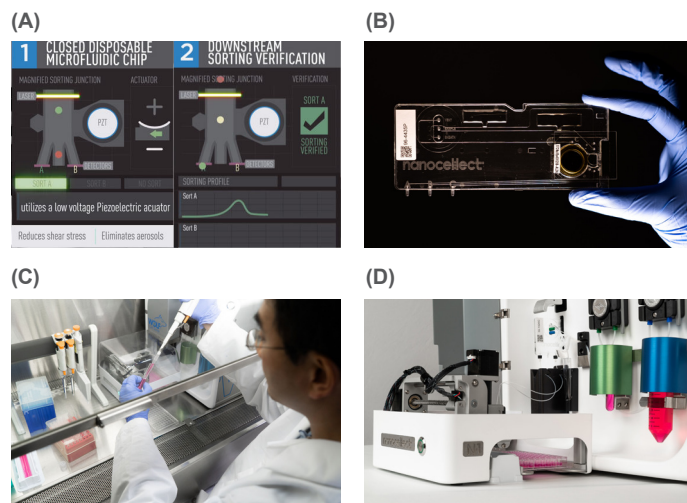 (A)
(B)
1 CLOSED DISPOSABLE
MICROFLUIDIC CHIP
2 DOWNSTREAM
SORTING VERIFICATION
MAGNIFIED SORTING JUNCTION
ACTUATOR
MAGNIFIED SORTING JUNCTION
VERIFICATION
LASER
LASER
SORT A
PZT
PZT
SORTING
VERIFIED
DETECTORS
DETECTORS
A
B
A
B
SORT A
SORT B
NO SORT
SORTING PROFILE
utilizes a low voltage Piezoelectric acuator
Sort A
Reduces shear stress
Eliminates aerosols
Sort B
nanocellect
(C)
(D)